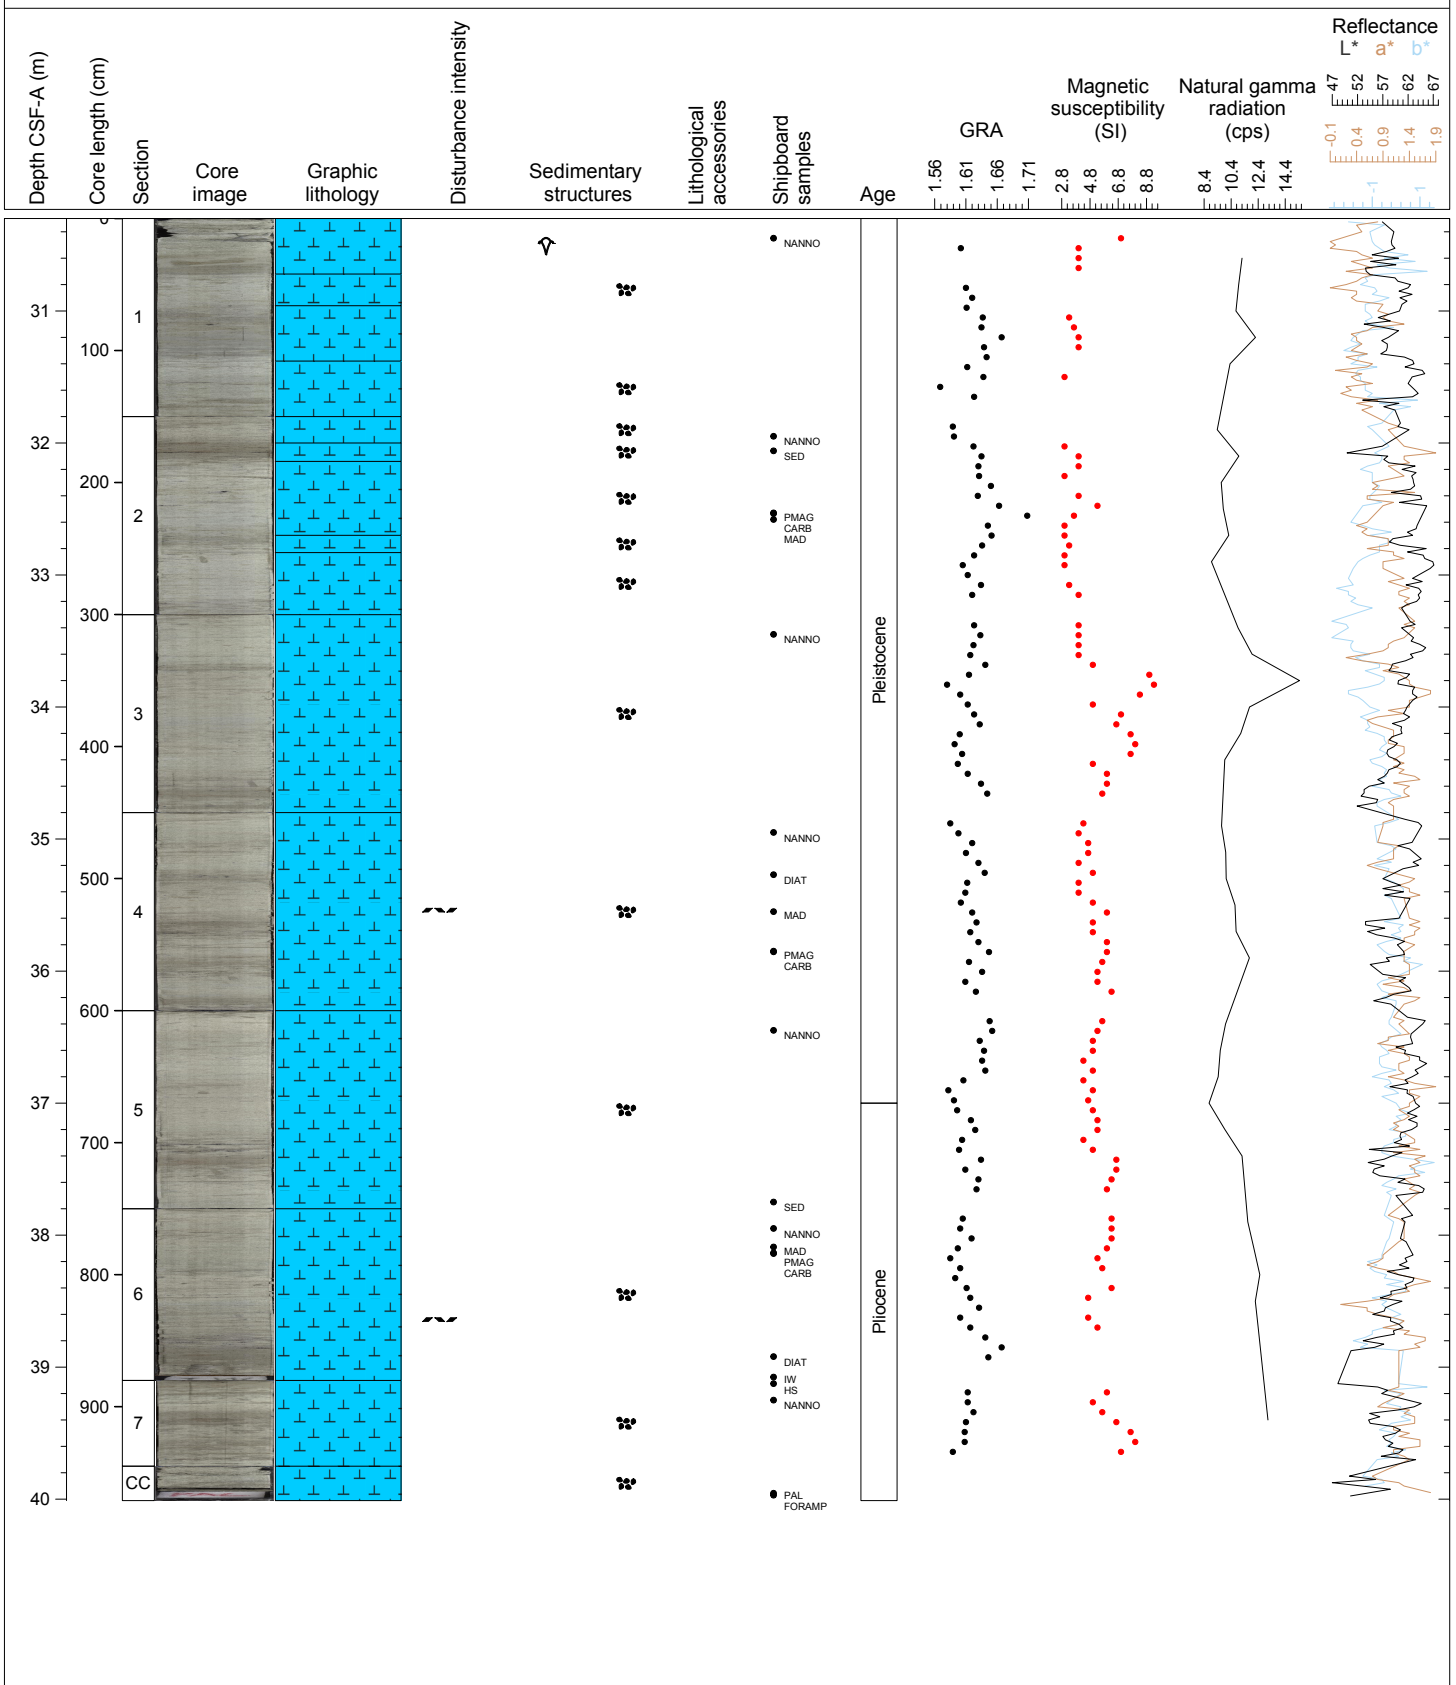 Reflectance
L* a* b*
47 52 57 62 67
-0.1 0.4 0.9 1.4 1.9
-1 1
Depth CSF-A (m)
Core length (cm)
Section
Core
image
Graphic
lithology
Disturbance intensity
Sedimentary
structures
Lithological
accessories
Shipboard
samples
Age
GRA
1.56 1.61 1.66 1.71
Magnetic
susceptibility
(SI)
2.8 4.8 6.8 8.8
Natural gamma
radiation
(cps)
8.4 10.4 12.4 14.4
0
NANNO
31
1
100
32
NANNO
SED
200
2
PMAG
CARB
MAD
33
300
NANNO
Pleistocene
34
3
400
35
NANNO
500
DIAT
4
MAD
PMAG
CARB
36
600
NANNO
37
5
700
SED
38
NANNO
MAD
PMAG
CARB
800
6
Pliocene
39
DIAT
IW
HS
900
NANNO
7
CC
40
PAL
FORAMP